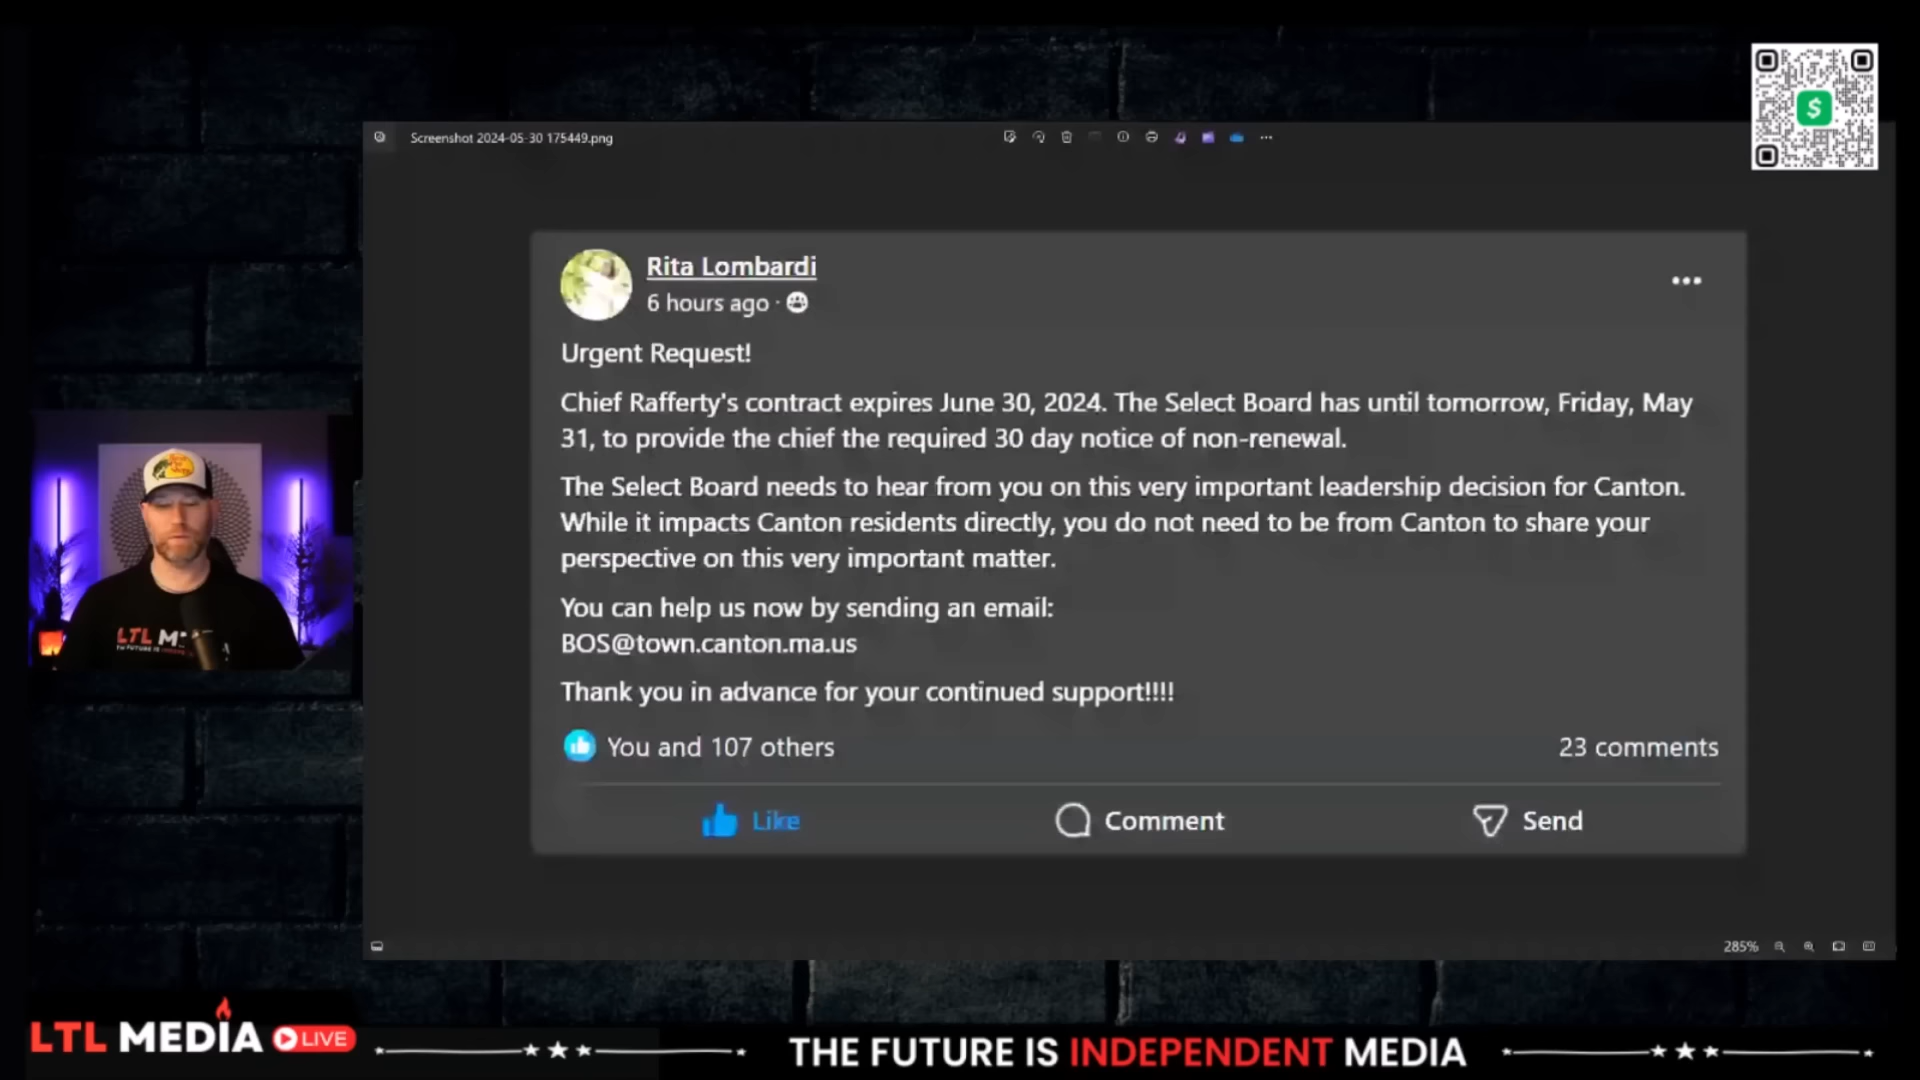 Screenshot 2024-05-30 175449.png
Rita Lombardi
6 hours ago ·
Urgent Request!
Chief Rafferty's contract expires June 30, 2024. The Select Board has until tomorrow, Friday, May
31, to provide the chief the required 30 day notice of non-renewal.
The Select Board needs to hear from you on this very important leadership decision for Canton.
While it impacts Canton residents directly, you do not need to be from Canton to share your
perspective on this very important matter.
You can help us now by sending an email:
BOS@town.canton.ma.us
Thank you in advance for your continued support!!!!
You and 107 others
23 comments
Like
Comment
Send
285%
LTL M
LTL MEDIA LIVE
THE FUTURE IS INDEPENDENT MEDIA